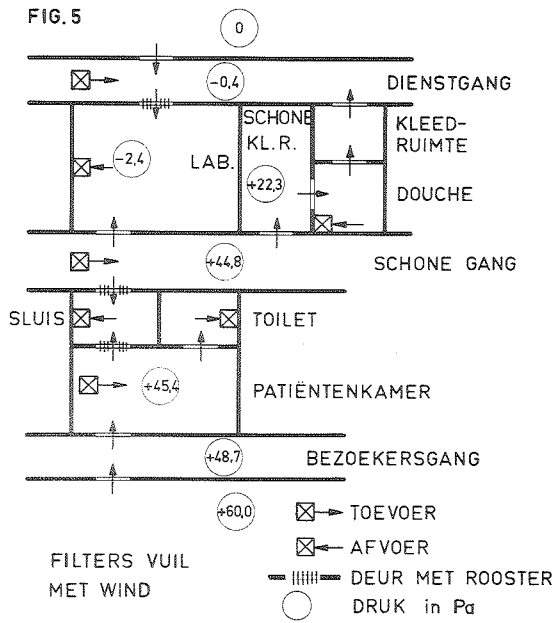 FIG.5
0
-0,4
DIENSTGANG
SCHONE
KL.R.
KLEED-
RUIMTE
-2,4
LAB.
+22,3
DOUCHE
+44,8
SCHONE GANG
SLUIS
TOILET
+45,4
PATIËNTENKAMER
+48,7
BEZOEKERSGANG
+60,0
TOEVOER
AFVOER
DEUR MET ROOSTER
DRUK in Pa
FILTERS VUIL
MET WIND